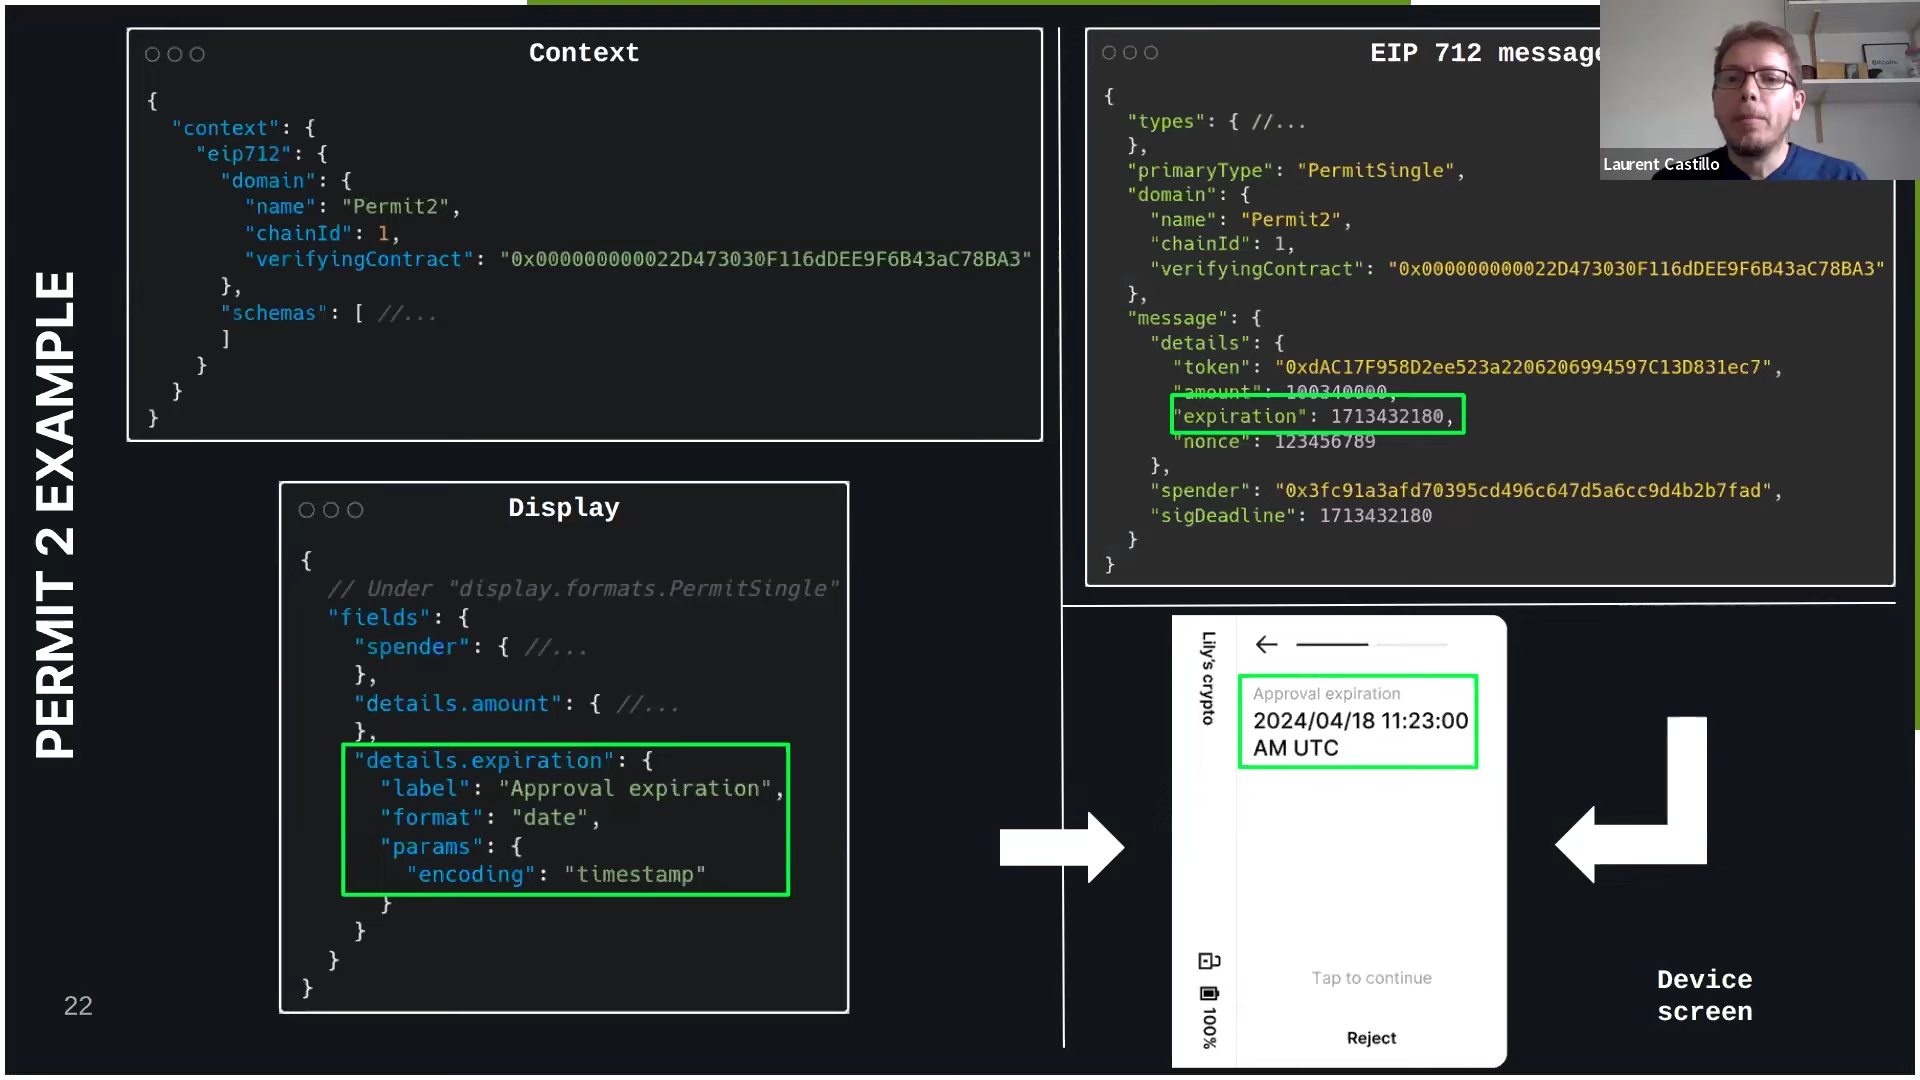 PERMIT 2 EXAMPLE
22
Context
{
"context": {
"eip712": {
"domain": {
"name": "Permit2",
"chainId": 1,
"verifyingContract": "0x000000000022D473030F116dDEE9F6B43aC78BA3"
},
"schemas": [ //...
]
}
}
}
Display
{
// Under "display.formats.PermitSingle"
"fields": {
"spender": { //...
},
"details.amount": { //...
},
"details.expiration": {
"label": "Approval expiration",
"format": "date",
"params": {
"encoding": "timestamp"
}
}
}
}
EIP 712 message
{
"types": { //...
},
"primaryType": "PermitSingle",
"domain": {
"name": "Permit2",
"chainId": 1,
"verifyingContract": "0x000000000022D473030F116dDEE9F6B43aC78BA3"
},
"message": {
"details": {
"token": "0xdAC17F958D2ee523a2206206994597C13D831ec7",
"amount": 100340000,
"expiration": 1713432180,
"nonce": 123456789
},
"spender": "0x3fc91a3afd70395cd496c647d5a6cc9d4b2b7fad",
"sigDeadline": 1713432180
}
}
Bitcoin.
Laurent Castillo
Lily's crypto
100%
Approval expiration
2024/04/18 11:23:00
AM UTC
Tap to continue
Reject
Device
screen